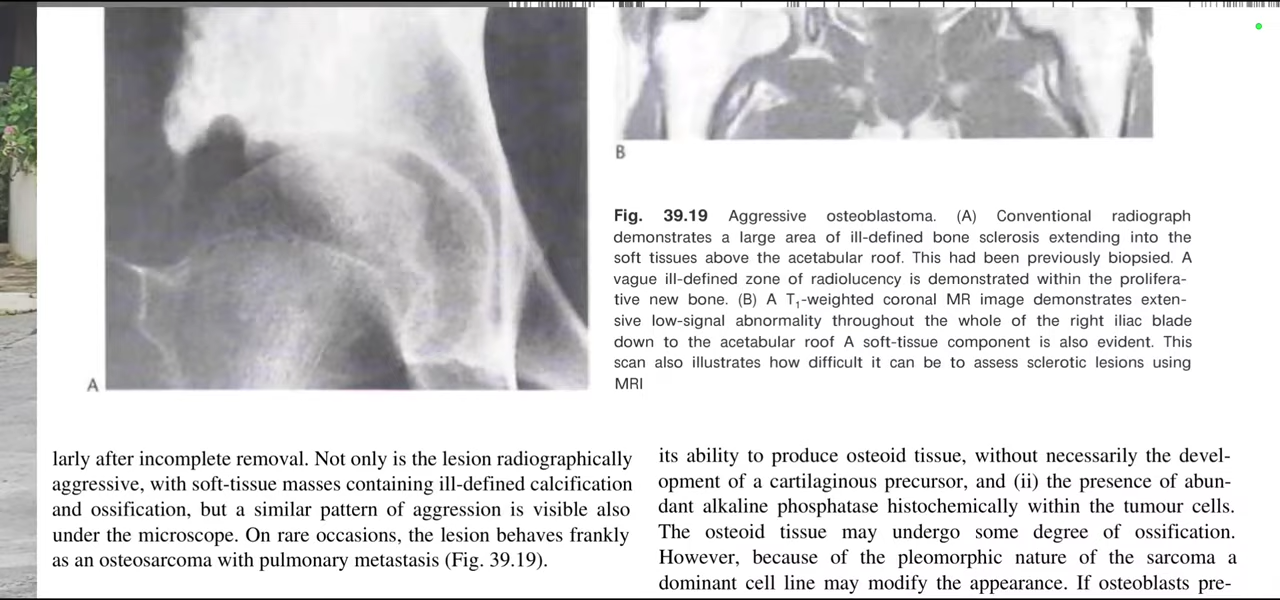 B
Fig. 39.19 Aggressive osteoblastoma. (A) Conventional radiograph
demonstrates a large area of ill-defined bone sclerosis extending into the
soft tissues above the acetabular roof. This had been previously biopsied. A
vague ill-defined zone of radiolucency is demonstrated within the prolifera-
tive new bone. (B) A T1-weighted coronal MR image demonstrates exten-
sive low-signal abnormality throughout the whole of the right iliac blade
down to the acetabular roof A soft-tissue component is also evident. This
scan also illustrates how difficult it can be to assess sclerotic lesions using
MRI
A
larly after incomplete removal. Not only is the lesion radiographically
aggressive, with soft-tissue masses containing ill-defined calcification
and ossification, but a similar pattern of aggression is visible also
under the microscope. On rare occasions, the lesion behaves frankly
as an osteosarcoma with pulmonary metastasis (Fig. 39.19).
its ability to produce osteoid tissue, without necessarily the devel-
opment of a cartilaginous precursor, and (ii) the presence of abun-
dant alkaline phosphatase histochemically within the tumour cells.
The osteoid tissue may undergo some degree of ossification.
However, because of the pleomorphic nature of the sarcoma a
dominant cell line may modify the appearance. If osteoblasts pre-